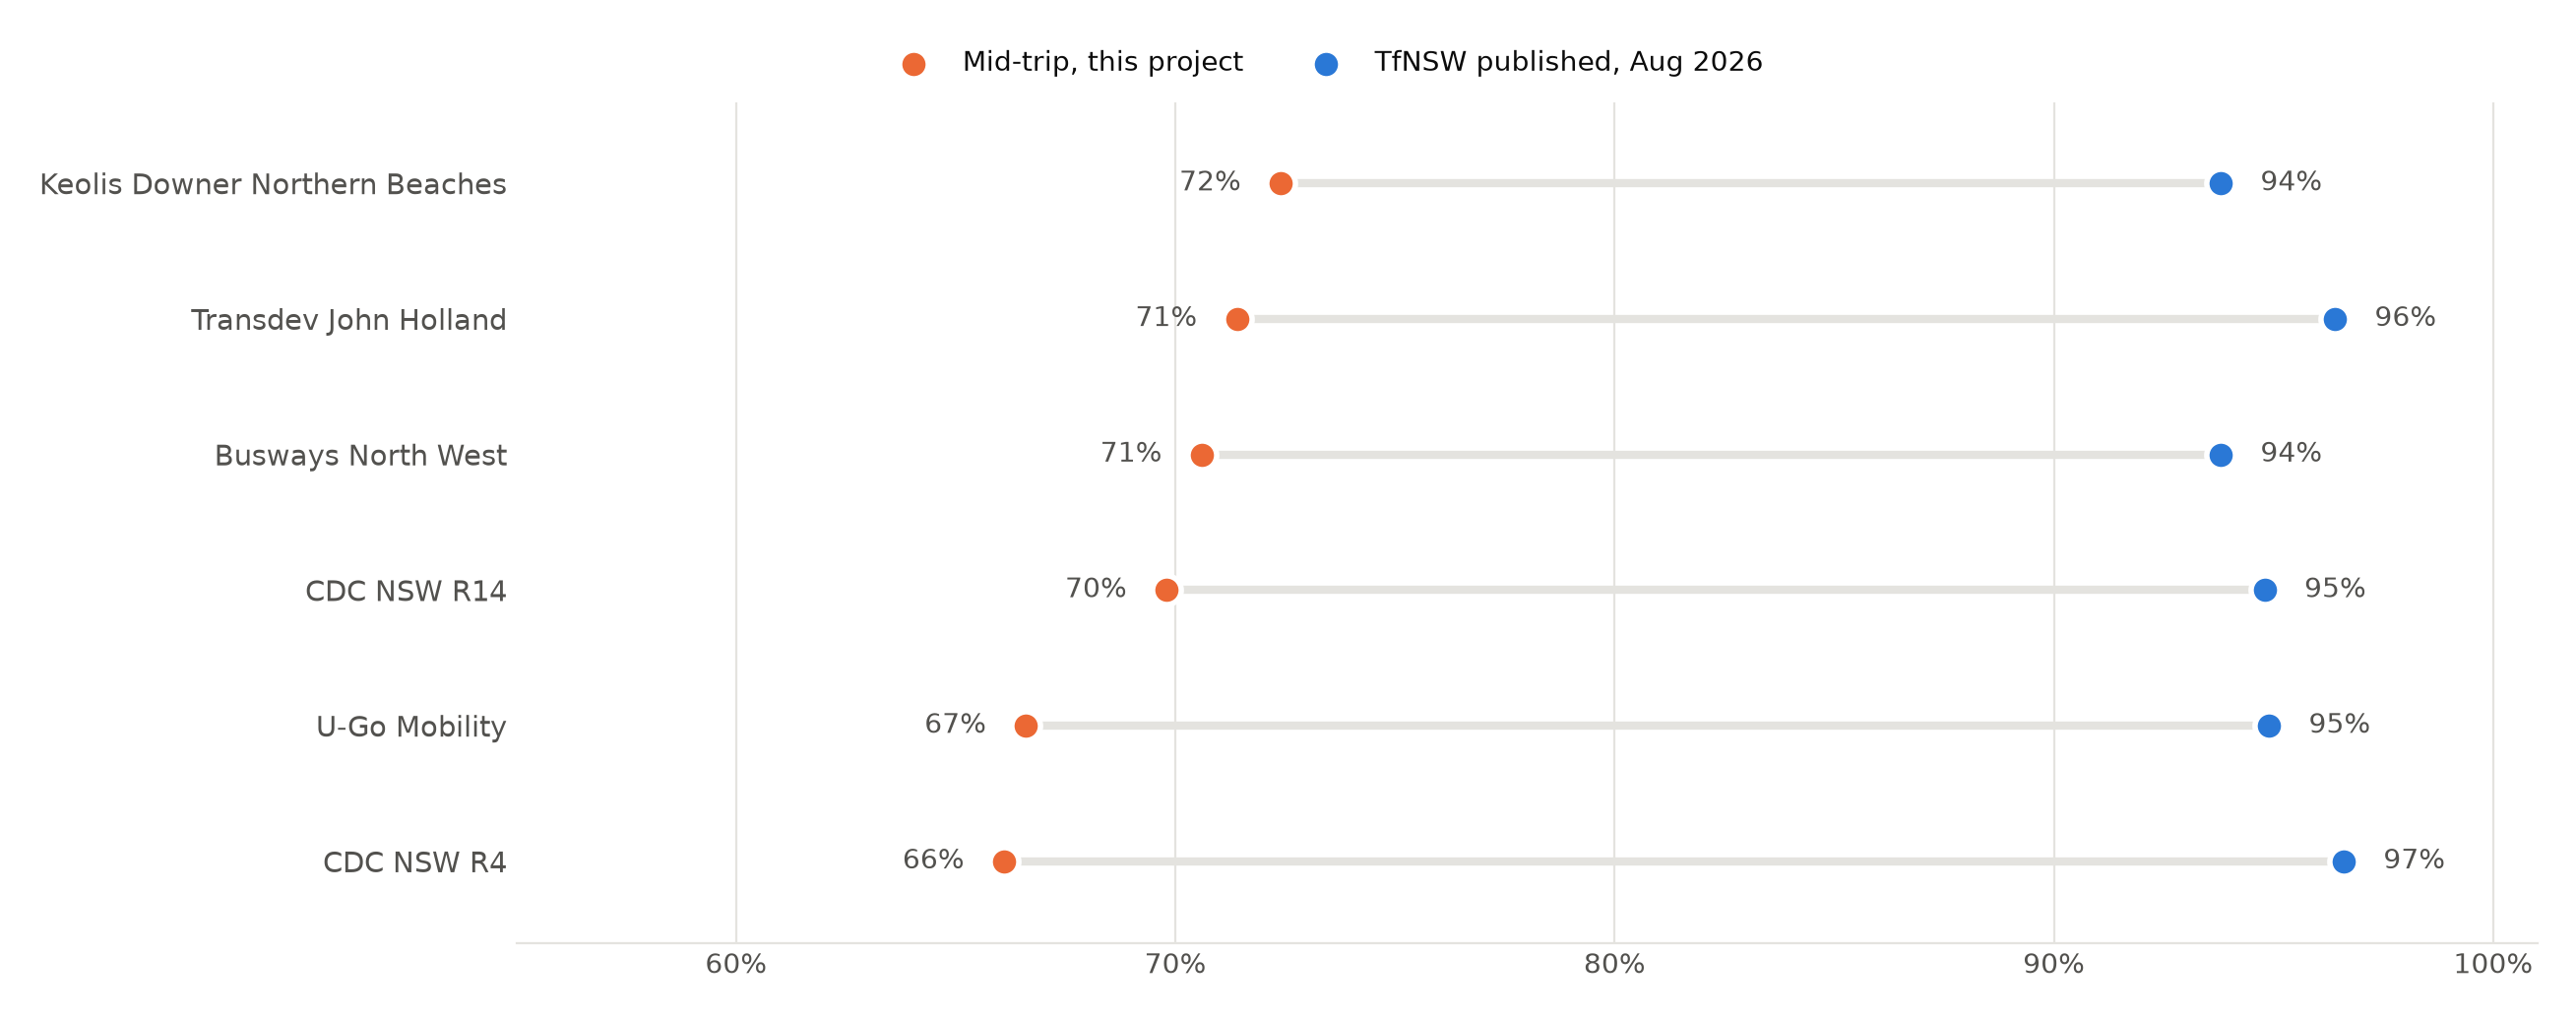 Mid-trip, this project TfNSW published, Aug 2026
Keolis Downer Northern Beaches 72% 94%
Transdev John Holland 71% 96%
Busways North West 71% 94%
CDC NSW R14 70% 95%
U-Go Mobility 67% 95%
CDC NSW R4 66% 97%
60% 70% 80% 90% 100%